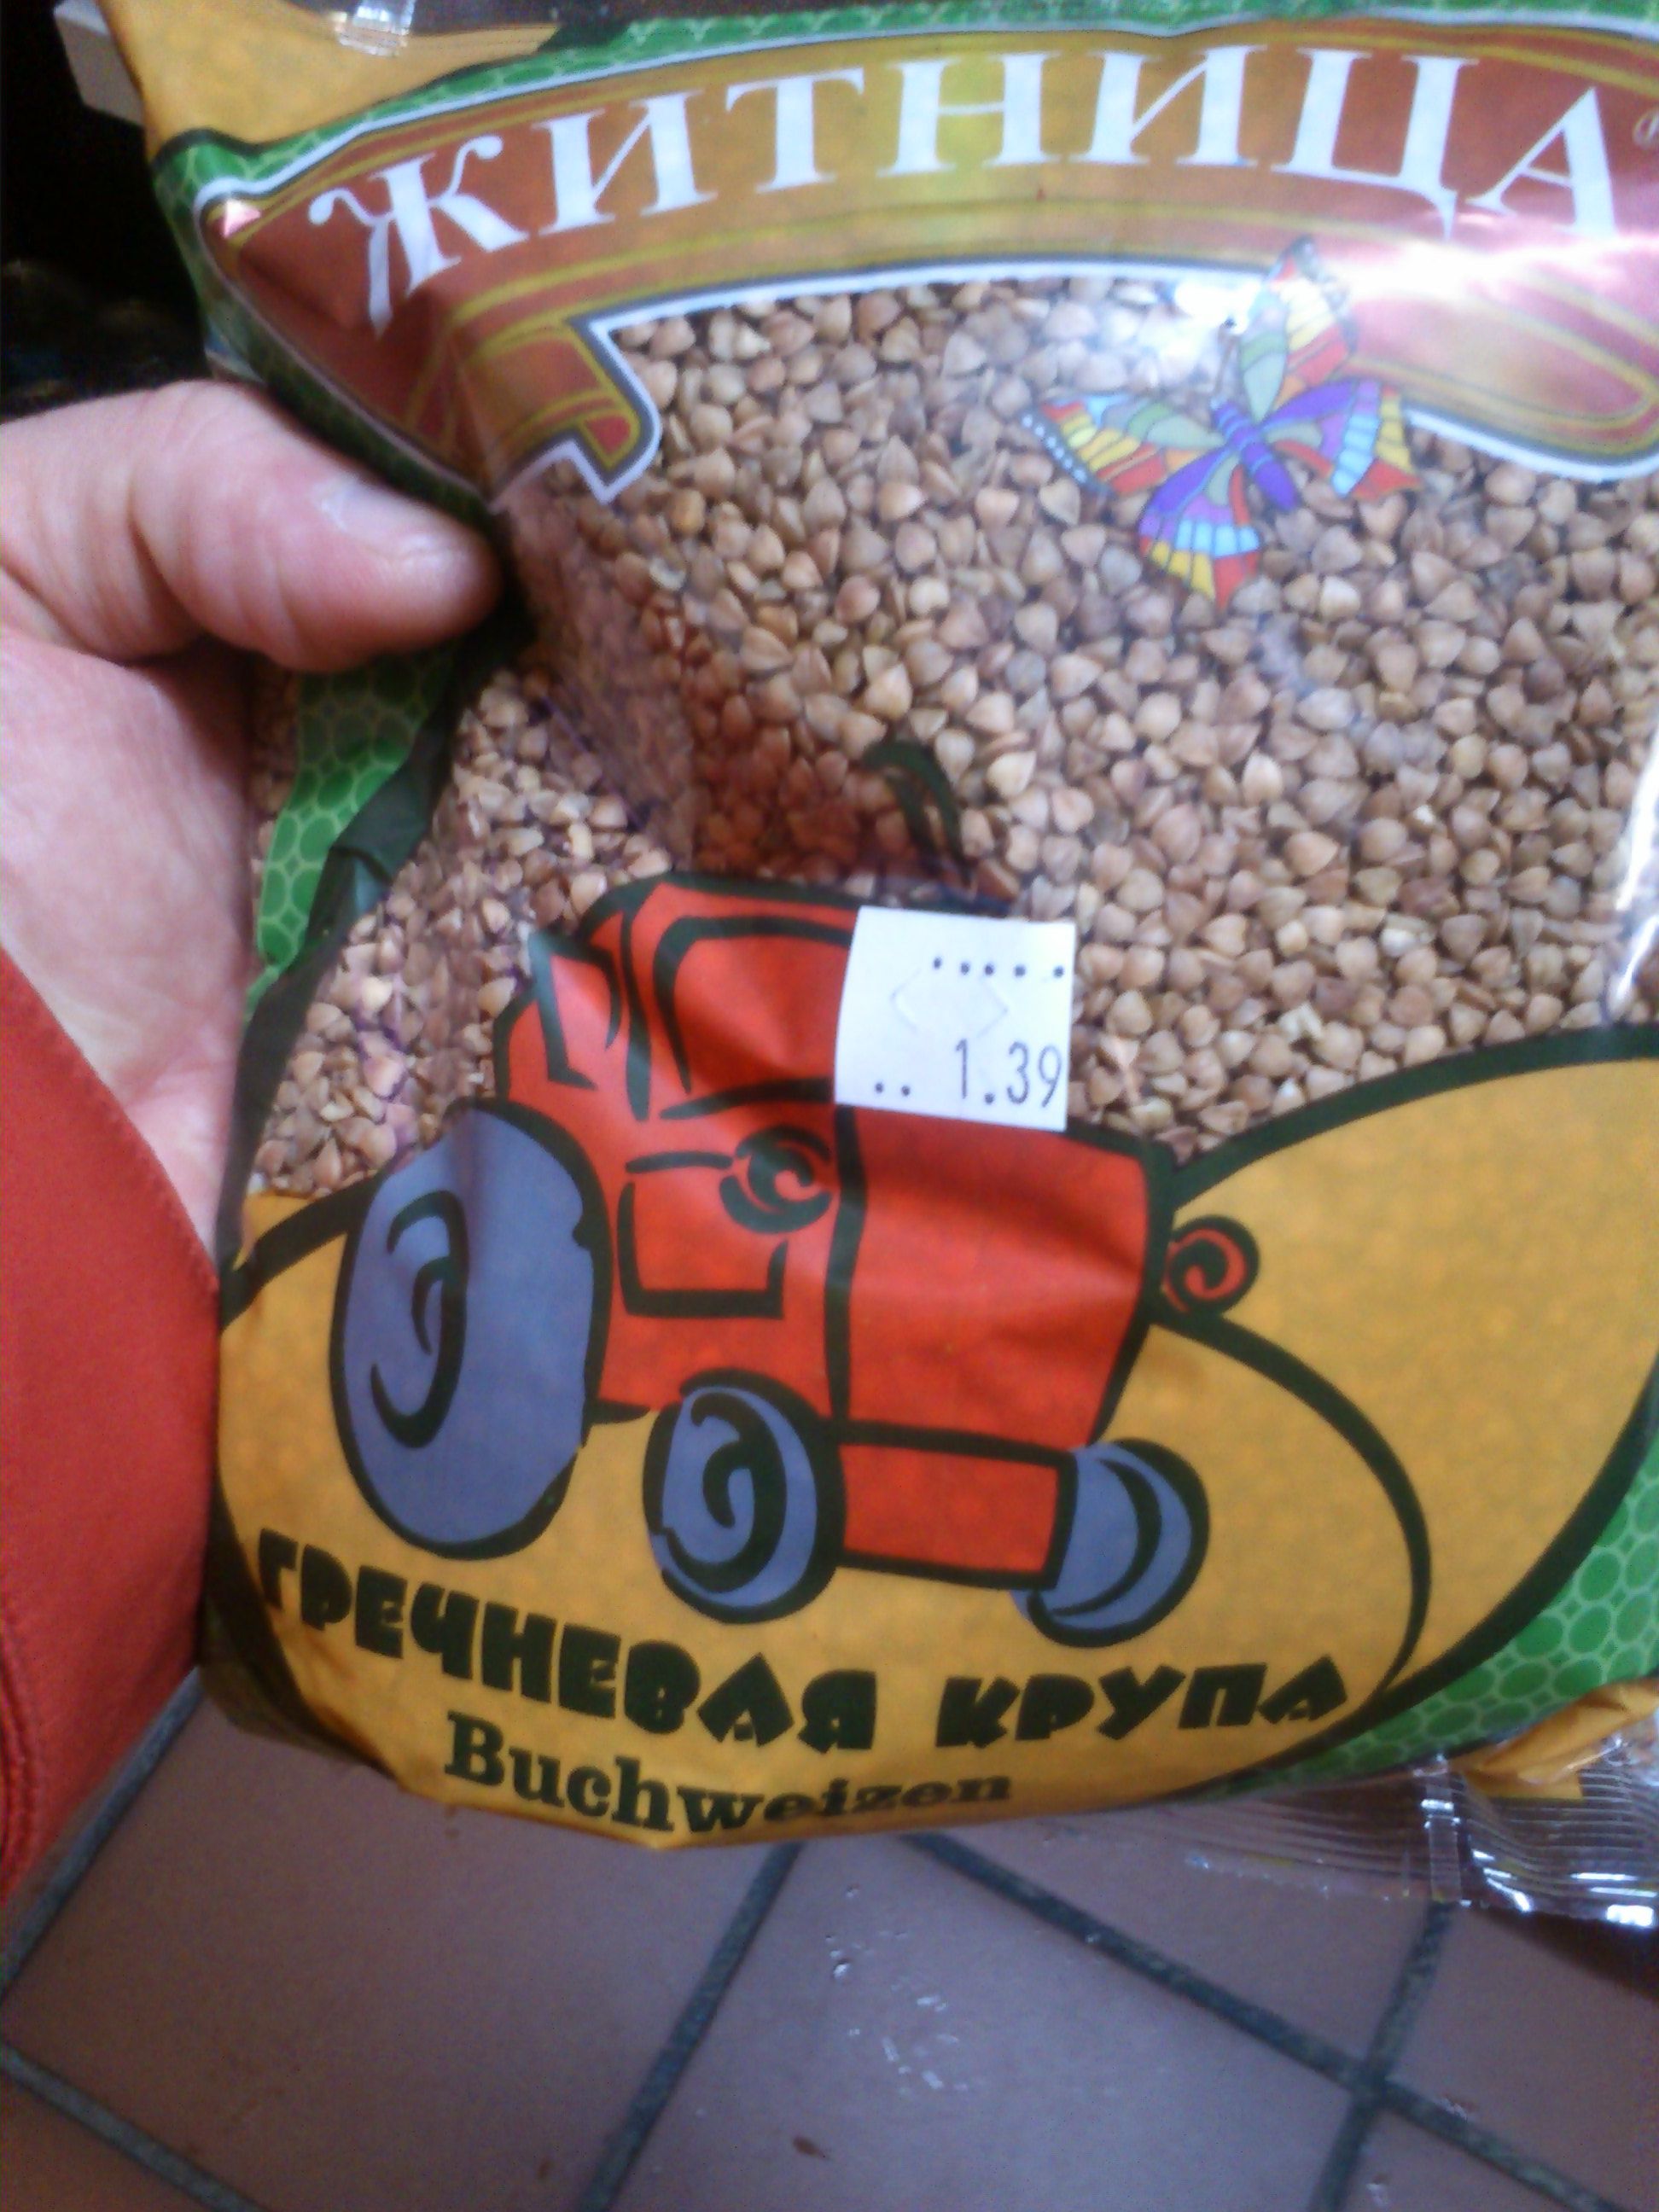 ЖИТНИЦА
..... 
.. 1.39
ГРЕЧНЕВАЯ КРУПА
Buchweizen